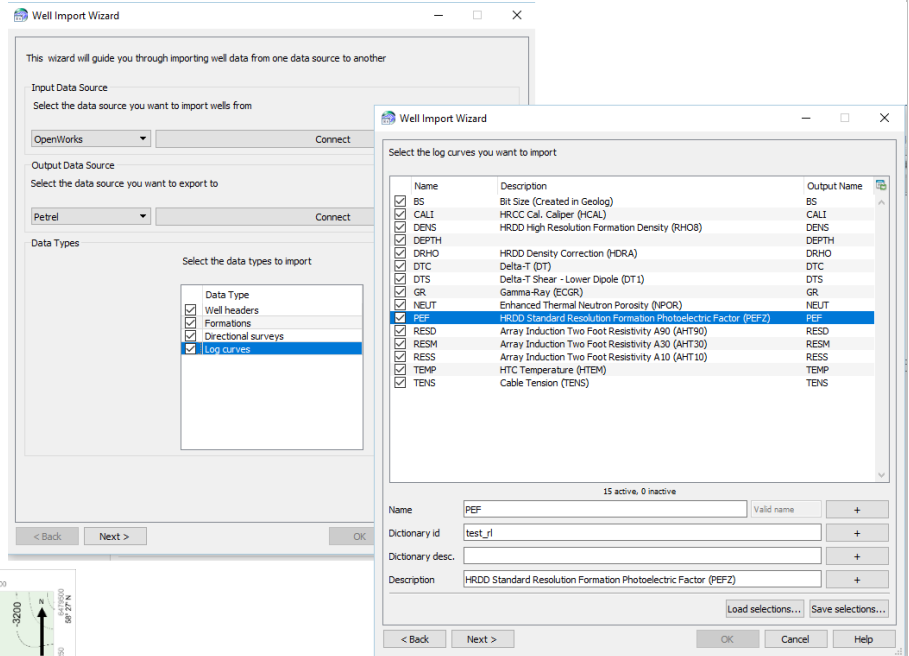 Well Import Wizard
This wizard will guide you through importing well data from one data source to another
Input Data Source
Select the data source you want to import wells from
OpenWorks Connect
Output Data Source
Select the data source you want to export to
Petrel Connect
Data Types
Select the data types to import
Data Type
Well headers
Formations
Directional surveys
Log curves
< Back Next > OK
Well Import Wizard
Select the log curves you want to import
Name Description Output Name
BS Bit Size (Created in Geolog) BS
CALI HRCC Cal. Caliper (HCAL) CALI
DENS HRDD High Resolution Formation Density (RHO8) DENS
DEPTH DEPTH
DRHO HRDD Density Correction (HDRA) DRHO
DTC Delta-T (DT) DTC
DTS Delta-T Shear - Lower Dipole (DT1) DTS
GR Gamma-Ray (ECGR) GR
NEUT Enhanced Thermal Neutron Porosity (NPOR) NEUT
PEF HRDD Standard Resolution Formation Photoelectric Factor (PEFZ) PEF
RESD Array Induction Two Foot Resistivity A90 (AHT90) RESD
RESM Array Induction Two Foot Resistivity A30 (AHT30) RESM
RESS Array Induction Two Foot Resistivity A10 (AHT10) RESS
TEMP HTC Temperature (HTEM) TEMP
TENS Cable Tension (TENS) TENS
15 active, 0 inactive
Name PEF Valid name +
Dictionary id test_rl +
Dictionary desc. +
Description HRDD Standard Resolution Formation Photoelectric Factor (PEFZ) +
Load selections... Save selections...
< Back Next > OK Cancel Help
-3200
N
6479500
58° 27' N